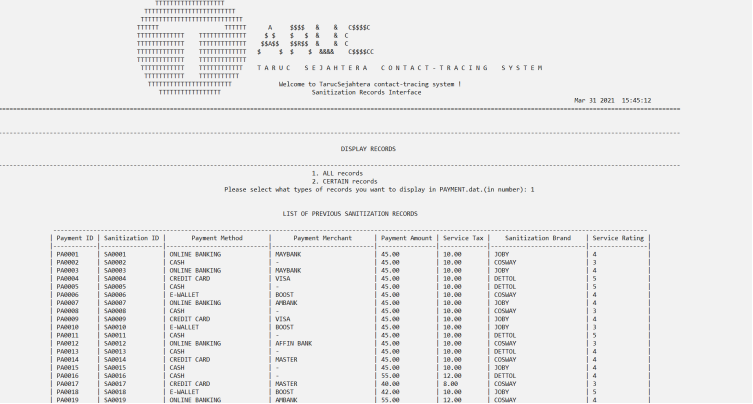 TTTTTTTTTTTTTTTTTTT
TTTTTTTTTTTTTTTTTTTTTTTTT
TTTTTTTTTTTTTTTTTTTTTTTTTTTT
TTTTTT TTTTTT A $$$$ & & C$$$$C
TTTTTTTTTTTTT TTTTTTTTTTTTT $ $ $ $ & & C
TTTTTTTTTTTTT TTTTTTTTTTTTT $$A$$ $$R$$ & & C
TTTTTTTTTTTTT TTTTTTTTTTTTT $ $ $ $ &&&& C$$$$CC
TTTTTTTTTTTTT TTTTTTTTTTTTT
TTTTTTTTTTTT TTTTTTTTTTTT T A R U C S E J A H T E R A C O N T A C T - T R A C I N G S Y S T E M
TTTTTTTTTTT TTTTTTTTTTT
TTTTTTTTTTTTTTTTTTTTTTT Welcome to TarucSejahtera contact-tracing system !
TTTTTTTTTTTTTTTTT Sanitization Records Interface
Mar 31 2021 15:45:12
DISPLAY RECORDS
1. ALL records
2. CERTAIN records
Please select what types of records you want to display in PAYMENT.dat.(in number): 1
LIST OF PREVIOUS SANITIZATION RECORDS
| Payment ID | Sanitization ID | Payment Method | Payment Merchant | Payment Amount | Service Tax | Sanitization Brand | Service Rating |
| PA0001 | SA0001 | ONLINE BANKING | MAYBANK | 45.00 | 10.00 | JOBY | 4 |
| PA0002 | SA0002 | CASH | - | 45.00 | 10.00 | COSWAY | 3 |
| PA0003 | SA0003 | ONLINE BANKING | MAYBANK | 45.00 | 10.00 | JOBY | 4 |
| PA0004 | SA0004 | CREDIT CARD | VISA | 45.00 | 10.00 | DETTOL | 5 |
| PA0005 | SA0005 | CASH | - | 45.00 | 10.00 | DETTOL | 5 |
| PA0006 | SA0006 | E-WALLET | BOOST | 45.00 | 10.00 | COSWAY | 4 |
| PA0007 | SA0007 | ONLINE BANKING | AMBANK | 45.00 | 10.00 | JOBY | 4 |
| PA0008 | SA0008 | CASH | - | 45.00 | 10.00 | COSWAY | 3 |
| PA0009 | SA0009 | CREDIT CARD | VISA | 45.00 | 10.00 | JOBY | 4 |
| PA0010 | SA0010 | E-WALLET | BOOST | 45.00 | 10.00 | JOBY | 3 |
| PA0011 | SA0011 | CASH | - | 45.00 | 10.00 | DETTOL | 5 |
| PA0012 | SA0012 | ONLINE BANKING | AFFIN BANK | 45.00 | 10.00 | COSWAY | 3 |
| PA0013 | SA0013 | CASH | - | 45.00 | 10.00 | DETTOL | 4 |
| PA0014 | SA0014 | CREDIT CARD | MASTER | 45.00 | 10.00 | COSWAY | 4 |
| PA0015 | SA0015 | CASH | - | 45.00 | 10.00 | JOBY | 4 |
| PA0016 | SA0016 | CASH | - | 55.00 | 12.00 | DETTOL | 4 |
| PA0017 | SA0017 | CREDIT CARD | MASTER | 40.00 | 8.00 | COSWAY | 3 |
| PA0018 | SA0018 | E-WALLET | BOOST | 42.00 | 10.00 | JOBY | 5 |
| PA0019 | SA0019 | ONLINE BANKING | AMBANK | 55.00 | 12.00 | COSWAY | 4 |